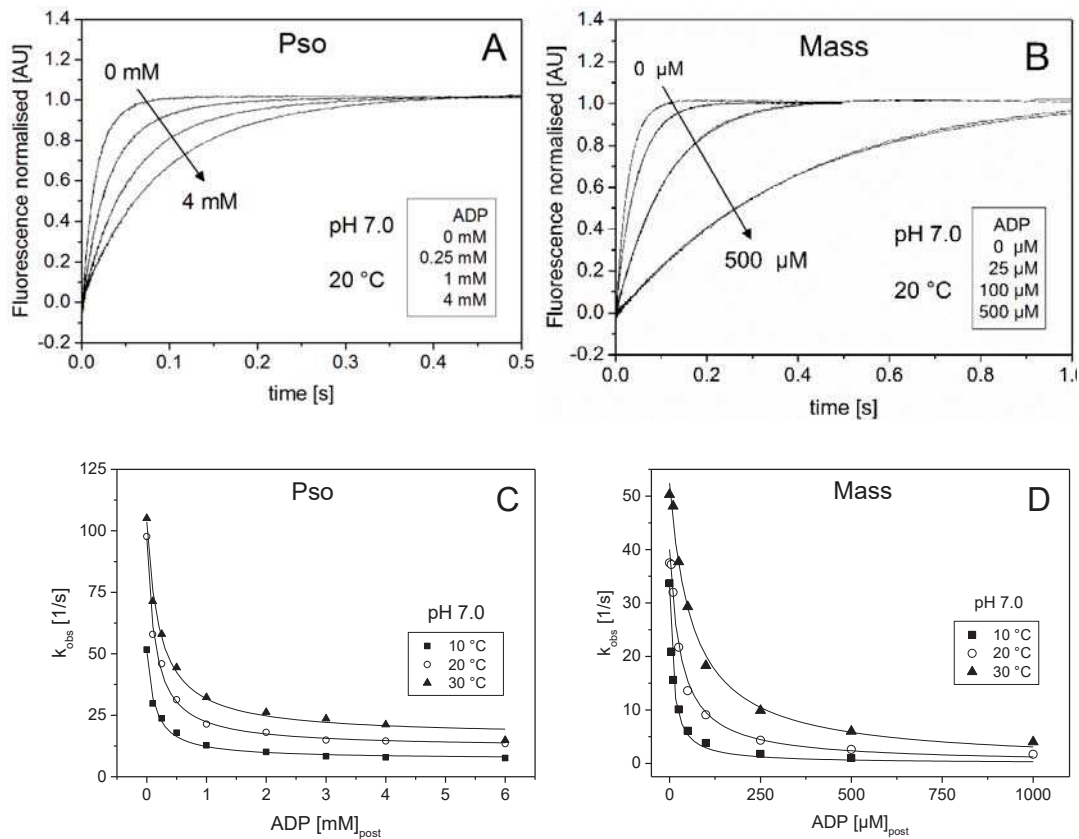 Pso
A
Fluorescence normalised [AU]
1.4
1.2
1.0
0.8
0.6
0.4
0.2
0.0
-0.2
0 mM
4 mM
pH 7.0
20 °C
ADP
0 mM
0.25 mM
1 mM
4 mM
0.0 0.1 0.2 0.3 0.4 0.5
time [s]
Mass
B
Fluorescence normalised [AU]
1.4
1.2
1.0
0.8
0.6
0.4
0.2
0.0
-0.2
0 µM
500 µM
pH 7.0
20 °C
ADP
0 µM
25 µM
100 µM
500 µM
0.0 0.2 0.4 0.6 0.8 1.0
time [s]
Pso
C
k obs [1/s]
125
100
75
50
25
0
pH 7.0
10 °C
20 °C
30 °C
0 1 2 3 4 5 6
ADP [mM] post
Mass
D
k obs [1/s]
50
40
30
20
10
0
pH 7.0
10 °C
20 °C
30 °C
0 250 500 750 1000
ADP [µM] post